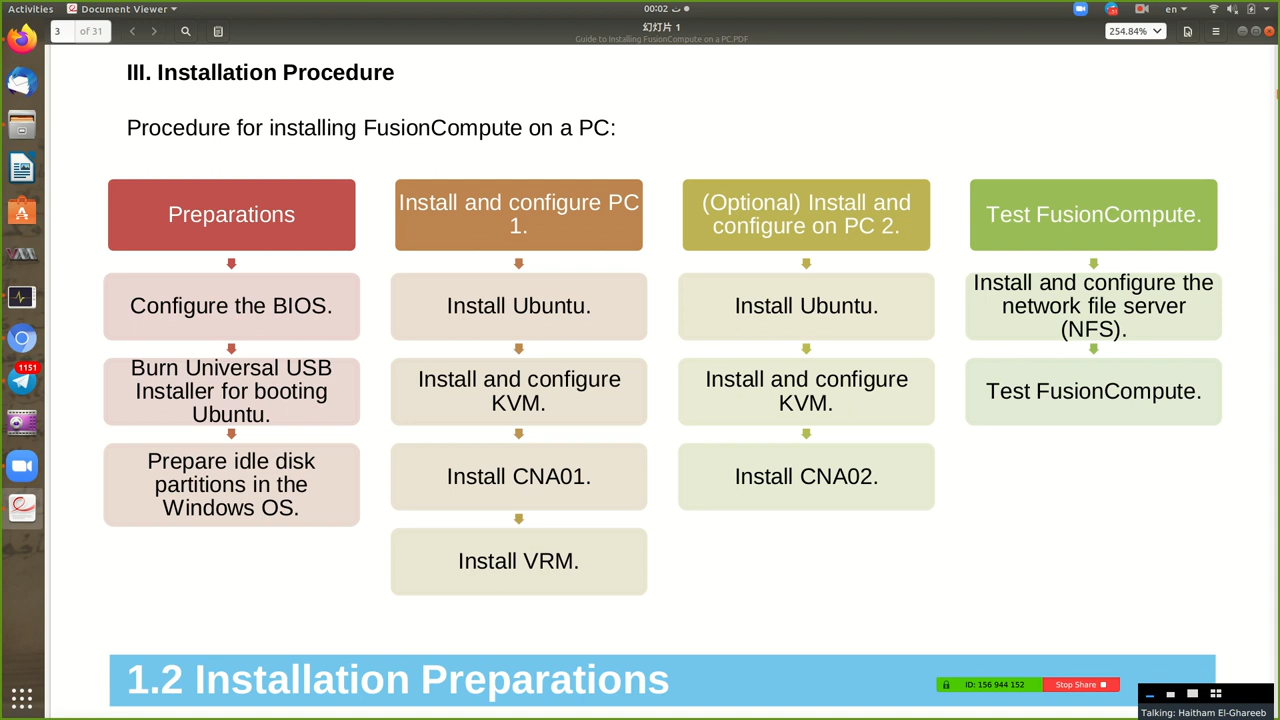 Activities
Document Viewer
00:02 ت
en
3
of 31
幻灯片 1
Guide to Installing FusionCompute on a PC.PDF
254.84%
III. Installation Procedure
Procedure for installing FusionCompute on a PC:
Preparations
Configure the BIOS.
Burn Universal USB
Installer for booting
Ubuntu.
Prepare idle disk
partitions in the
Windows OS.
Install and configure PC
1.
Install Ubuntu.
Install and configure
KVM.
Install CNA01.
Install VRM.
(Optional) Install and
configure on PC 2.
Install Ubuntu.
Install and configure
KVM.
Install CNA02.
Test FusionCompute.
Install and configure the
network file server
(NFS).
Test FusionCompute.
1151
1.2 Installation Preparations
ID: 156 944 152
Stop Share
Talking: Haitham El-Ghareeb